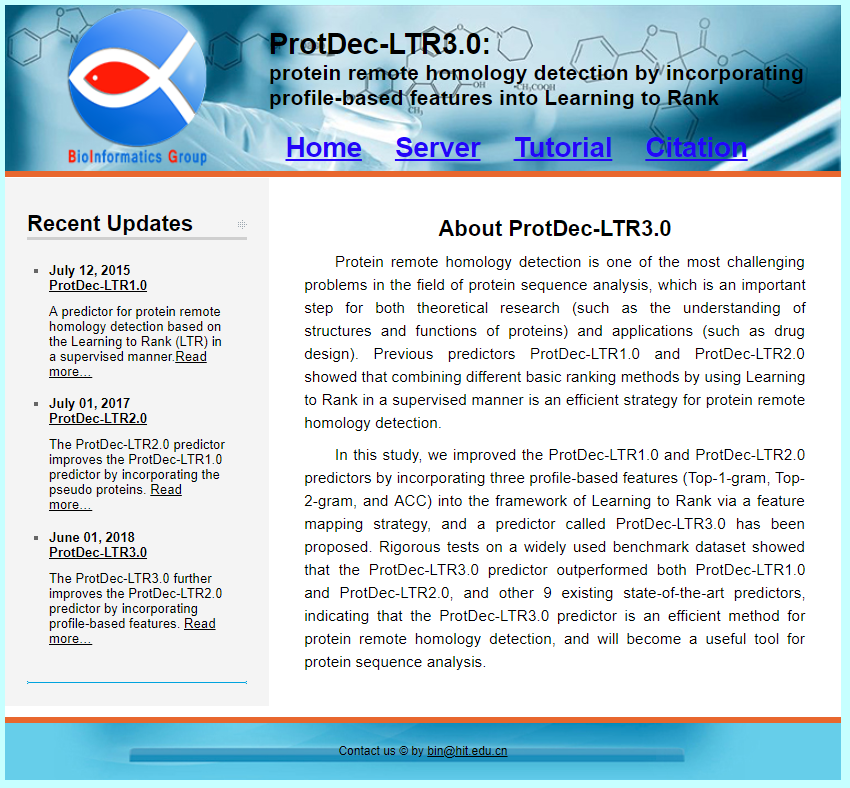 ProtDec-LTR3.0:
protein remote homology detection by incorporating
profile-based features into Learning to Rank
BioInformatics Group
Home Server Tutorial Citation
OH
CH3
CH2COOH
Recent Updates
July 12, 2015
ProtDec-LTR1.0
A predictor for protein remote
homology detection based on
the Learning to Rank (LTR) in
a supervised manner.Read
more...
July 01, 2017
ProtDec-LTR2.0
The ProtDec-LTR2.0 predictor
improves the ProtDec-LTR1.0
predictor by incorporating the
pseudo proteins. Read
more...
June 01, 2018
ProtDec-LTR3.0
The ProtDec-LTR3.0 further
improves the ProtDec-LTR2.0
predictor by incorporating
profile-based features. Read
more...
About ProtDec-LTR3.0
Protein remote homology detection is one of the most challenging
problems in the field of protein sequence analysis, which is an important
step for both theoretical research (such as the understanding of
structures and functions of proteins) and applications (such as drug
design). Previous predictors ProtDec-LTR1.0 and ProtDec-LTR2.0
showed that combining different basic ranking methods by using Learning
to Rank in a supervised manner is an efficient strategy for protein remote
homology detection.
In this study, we improved the ProtDec-LTR1.0 and ProtDec-LTR2.0
predictors by incorporating three profile-based features (Top-1-gram, Top-
2-gram, and ACC) into the framework of Learning to Rank via a feature
mapping strategy, and a predictor called ProtDec-LTR3.0 has been
proposed. Rigorous tests on a widely used benchmark dataset showed
that the ProtDec-LTR3.0 predictor outperformed both ProtDec-LTR1.0
and ProtDec-LTR2.0, and other 9 existing state-of-the-art predictors,
indicating that the ProtDec-LTR3.0 predictor is an efficient method for
protein remote homology detection, and will become a useful tool for
protein sequence analysis.
Contact us © by bin@hit.edu.cn